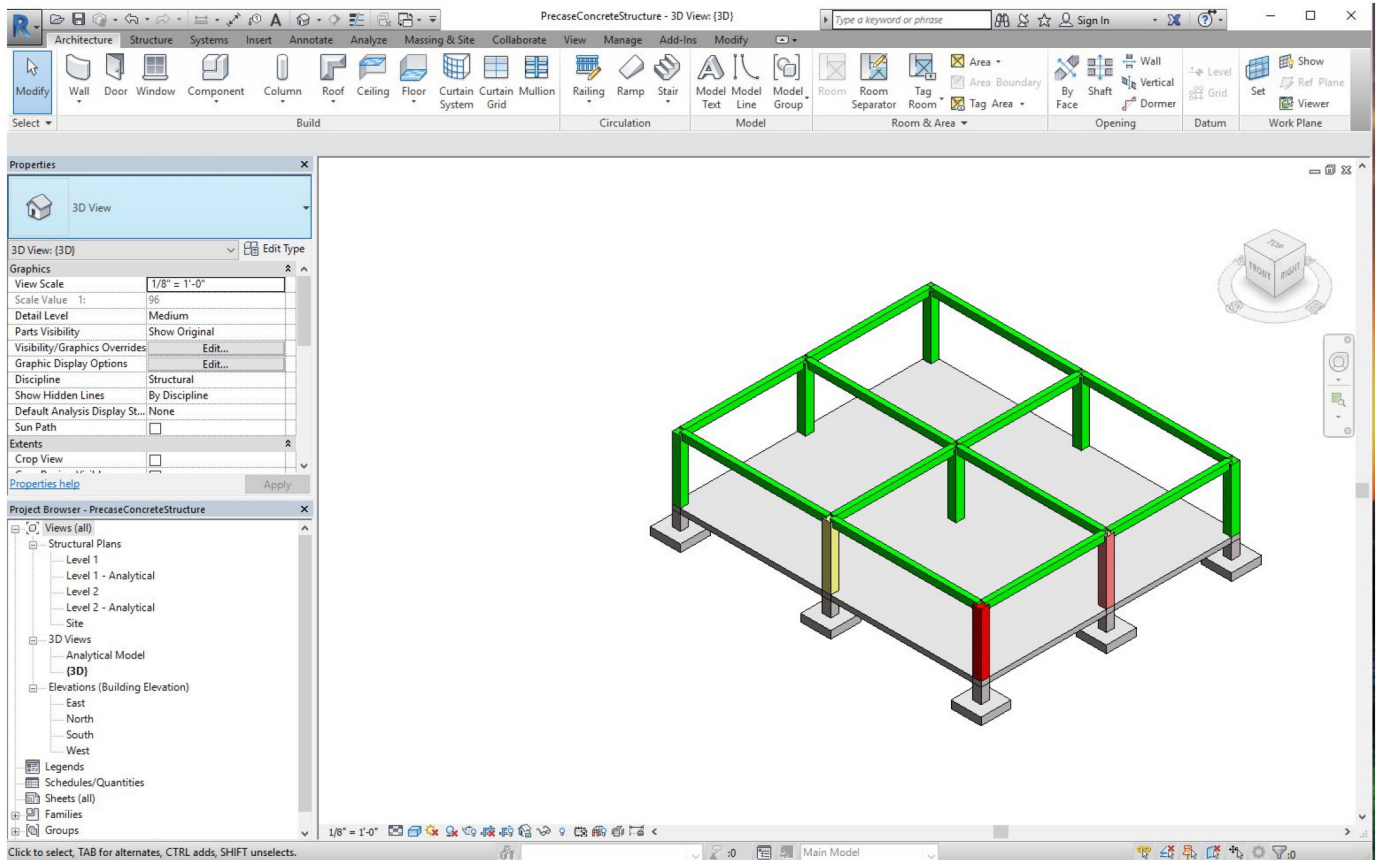 PrecaseConcreteStructure - 3D View: {3D}
Type a keyword or phrase
Sign In
Architecture Structure Systems Insert Annotate Analyze Massing & Site Collaborate View Manage Add-Ins Modify
Modify Wall Door Window Component Column Roof Ceiling Floor Curtain System Curtain Grid Mullion Railing Ramp Stair Model Text Model Line Model Group Room Room Separator Tag Room Area Area Boundary Tag Area By Face Shaft Wall Vertical Dormer Level Grid Set Show Ref Plane Viewer
Select Build Circulation Model Room & Area Opening Datum Work Plane
Properties
3D View
3D View: {3D} Edit Type
Graphics
View Scale 1/8" = 1'-0"
Scale Value 1: 96
Detail Level Medium
Parts Visibility Show Original
Visibility/Graphics Overrides Edit...
Graphic Display Options Edit...
Discipline Structural
Show Hidden Lines By Discipline
Default Analysis Display St... None
Sun Path
Extents
Crop View
Properties help Apply
Project Browser - PrecaseConcreteStructure
Views (all)
Structural Plans
Level 1
Level 1 - Analytical
Level 2
Level 2 - Analytical
Site
3D Views
Analytical Model
{3D}
Elevations (Building Elevation)
East
North
South
West
Legends
Schedules/Quantities
Sheets (all)
Families
Groups
TOP
FRONT RIGHT
1/8" = 1'-0"
Click to select, TAB for alternates, CTRL adds, SHIFT unselects.
:0 Main Model :0